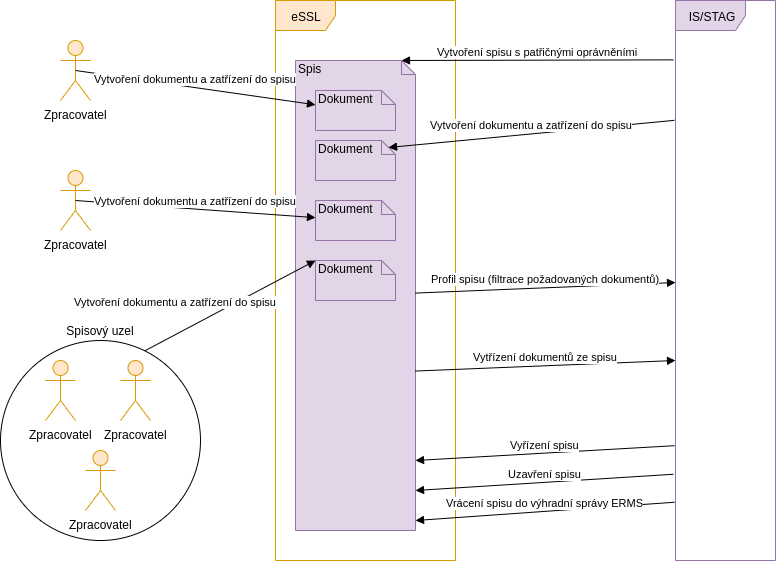 eSSL
IS/STAG
Vytvoření spisu s patřičnými oprávněními
Spis
Vytvoření dokumentu a zatřízení do spisu
Dokument
Zpracovatel
Vytvoření dokumentu a zatřízení do spisu
Dokument
Vytvoření dokumentu a zatřízení do spisu
Dokument
Zpracovatel
Dokument
Profil spisu (filtrace požadovaných dokumentů)
Vytvoření dokumentu a zatřízení do spisu
Spisový uzel
Vytřízení dokumentů ze spisu
Zpracovatel
Zpracovatel
Vyřízení spisu
Uzavření spisu
Vrácení spisu do výhradní správy ERMS
Zpracovatel